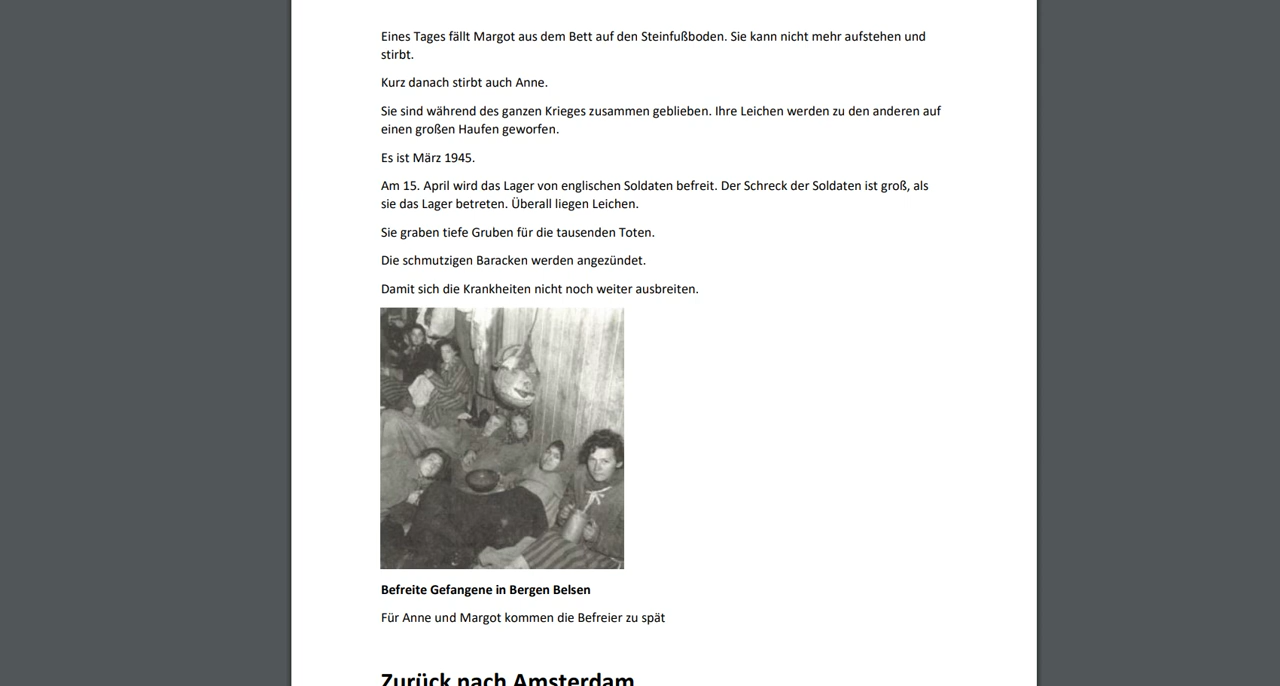 Eines Tages fällt Margot aus dem Bett auf den Steinfußboden. Sie kann nicht mehr aufstehen und
stirbt.
Kurz danach stirbt auch Anne.
Sie sind während des ganzen Krieges zusammen geblieben. Ihre Leichen werden zu den anderen auf
einen großen Haufen geworfen.
Es ist März 1945.
Am 15. April wird das Lager von englischen Soldaten befreit. Der Schreck der Soldaten ist groß, als
sie das Lager betreten. Überall liegen Leichen.
Sie graben tiefe Gruben für die tausenden Toten.
Die schmutzigen Baracken werden angezündet.
Damit sich die Krankheiten nicht noch weiter ausbreiten.
Befreite Gefangene in Bergen Belsen
Für Anne und Margot kommen die Befreier zu spät
Zurück nach Amsterdam